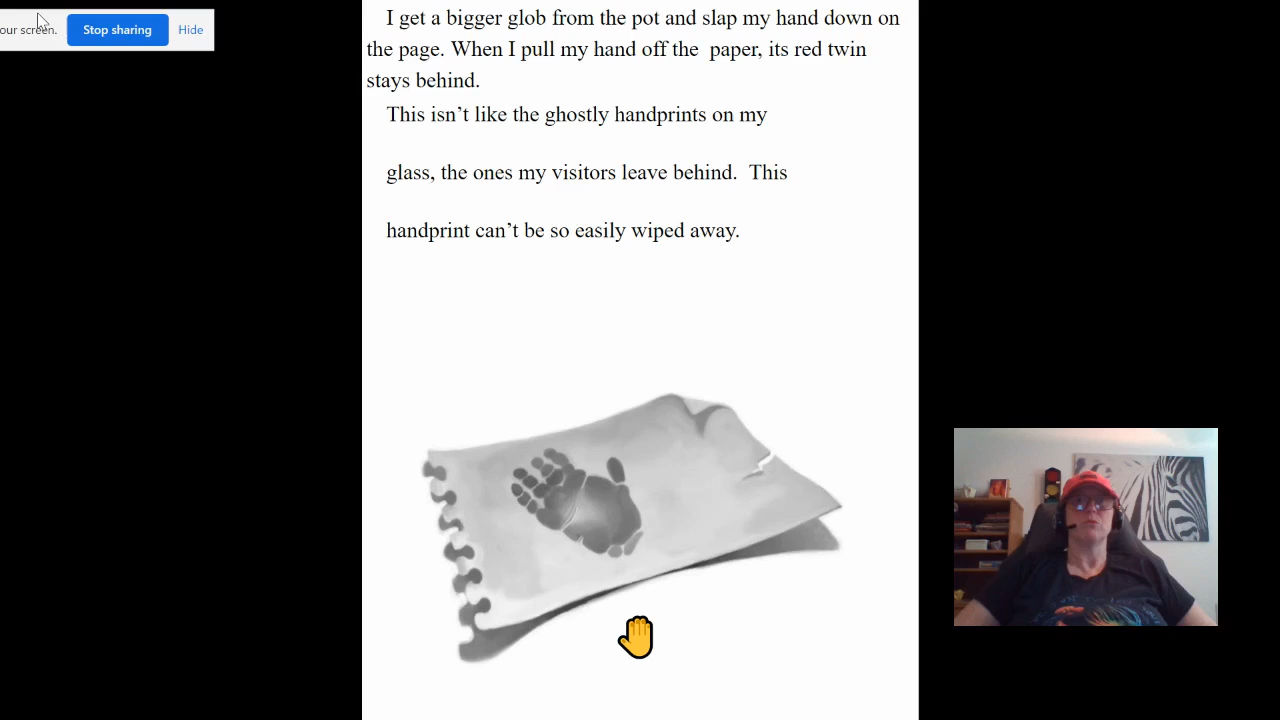 our screen. Stop sharing Hide
I get a bigger glob from the pot and slap my hand down on
the page. When I pull my hand off the  paper, its red twin
stays behind.
This isn’t like the ghostly handprints on my
glass, the ones my visitors leave behind.  This
handprint can’t be so easily wiped away.